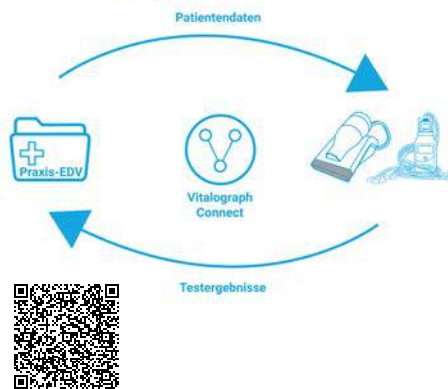 Patientendaten
Praxis-EDV
Vitalograph
Connect
Testergebnisse